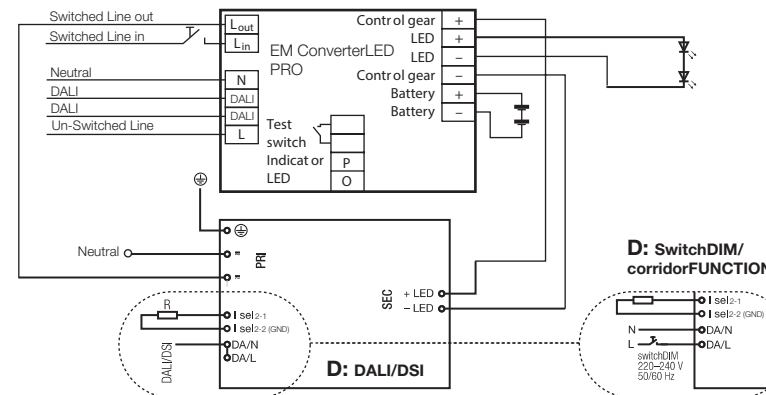 Switched Line out
Switched Line in
Neutral
DALI
DALI
Un-Switched Line
Lout
Lin
N
DALI
DALI
L
EM ConverterLED
PRO
Test
switch
Indicat or
LED
P
O
Control gear +
LED +
LED –
Control gear –
Battery +
Battery –
Neutral
PRI
=
=
SEC
+ LED
– LED
R
I sel2-1
I sel2-2 (GND)
DA/N
DA/L
DALI/DSI
D: DALI/DSI
D: SwitchDIM/
corridorFUNCTION
I sel2-1
I sel2-2 (GND)
N
DA/N
L
DA/L
switchDIM
220–240 V
50/60 Hz